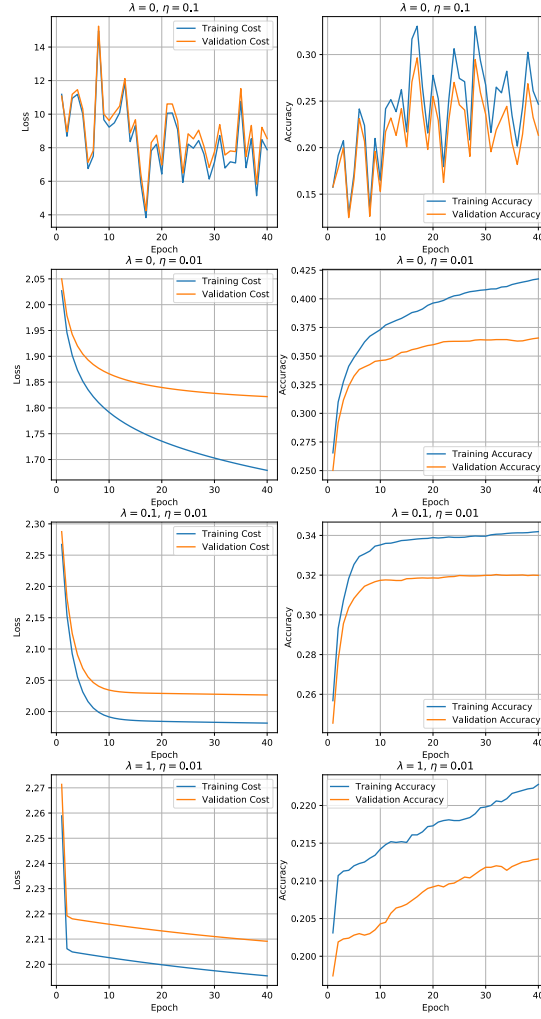 λ=0, η=0.1
λ=0, η=0.1
Training Cost
Validation Cost
Training Accuracy
Validation Accuracy
14
12
10
8
6
4
0.30
0.25
0.20
0.15
Loss
Accuracy
0 10 20 30 40
0 10 20 30 40
Epoch
Epoch
λ=0, η=0.01
λ=0, η=0.01
Training Cost
Validation Cost
Training Accuracy
Validation Accuracy
2.05
2.00
1.95
1.90
1.85
1.80
1.75
1.70
0.425
0.400
0.375
0.350
0.325
0.300
0.275
0.250
Loss
Accuracy
0 10 20 30 40
0 10 20 30 40
Epoch
Epoch
λ=0.1, η=0.01
λ=0.1, η=0.01
Training Cost
Validation Cost
Training Accuracy
Validation Accuracy
2.30
2.25
2.20
2.15
2.10
2.05
2.00
0.34
0.32
0.30
0.28
0.26
Loss
Accuracy
0 10 20 30 40
0 10 20 30 40
Epoch
Epoch
λ=1, η=0.01
λ=1, η=0.01
Training Cost
Validation Cost
Training Accuracy
Validation Accuracy
2.27
2.26
2.25
2.24
2.23
2.22
2.21
2.20
0.220
0.215
0.210
0.205
0.200
Loss
Accuracy
0 10 20 30 40
0 10 20 30 40
Epoch
Epoch